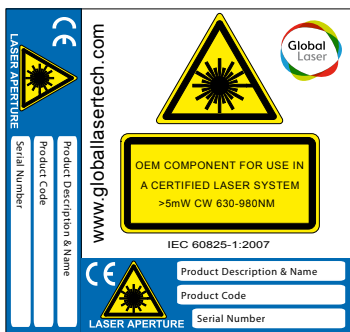 CE
LASER APERTURE
Product Description & Name
Product Code
Serial Number
www.globallasertech.com
Global
Laser
OEM COMPONENT FOR USE IN
A CERTIFIED LASER SYSTEM
>5mW CW 630-980NM
IEC 60825-1:2007
CE
LASER APERTURE
Product Description & Name
Product Code
Serial Number